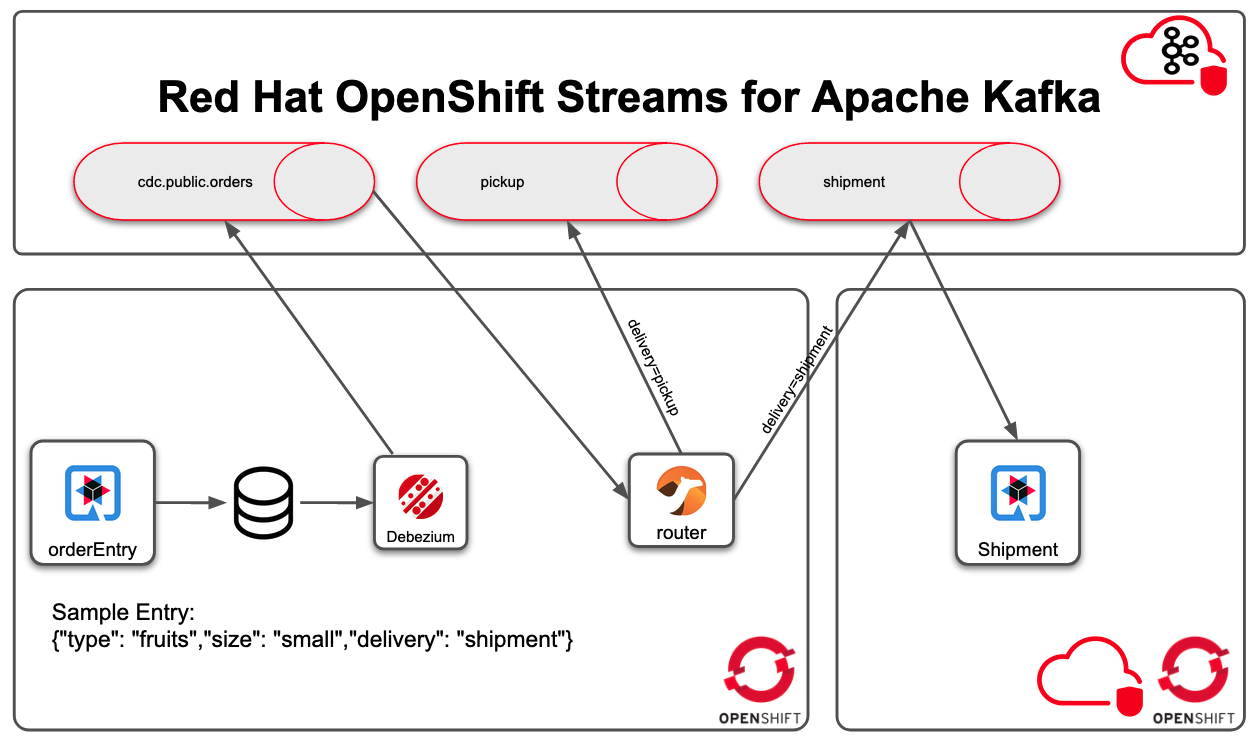 Red Hat OpenShift Streams for Apache Kafka
cdc.public.orders
pickup
shipment
delivery=pickup
delivery=shipment
orderEntry
Debezium
router
Shipment
Sample Entry:
{"type": "fruits","size": "small","delivery": "shipment"}
OPENSHIFT
OPENSHIFT